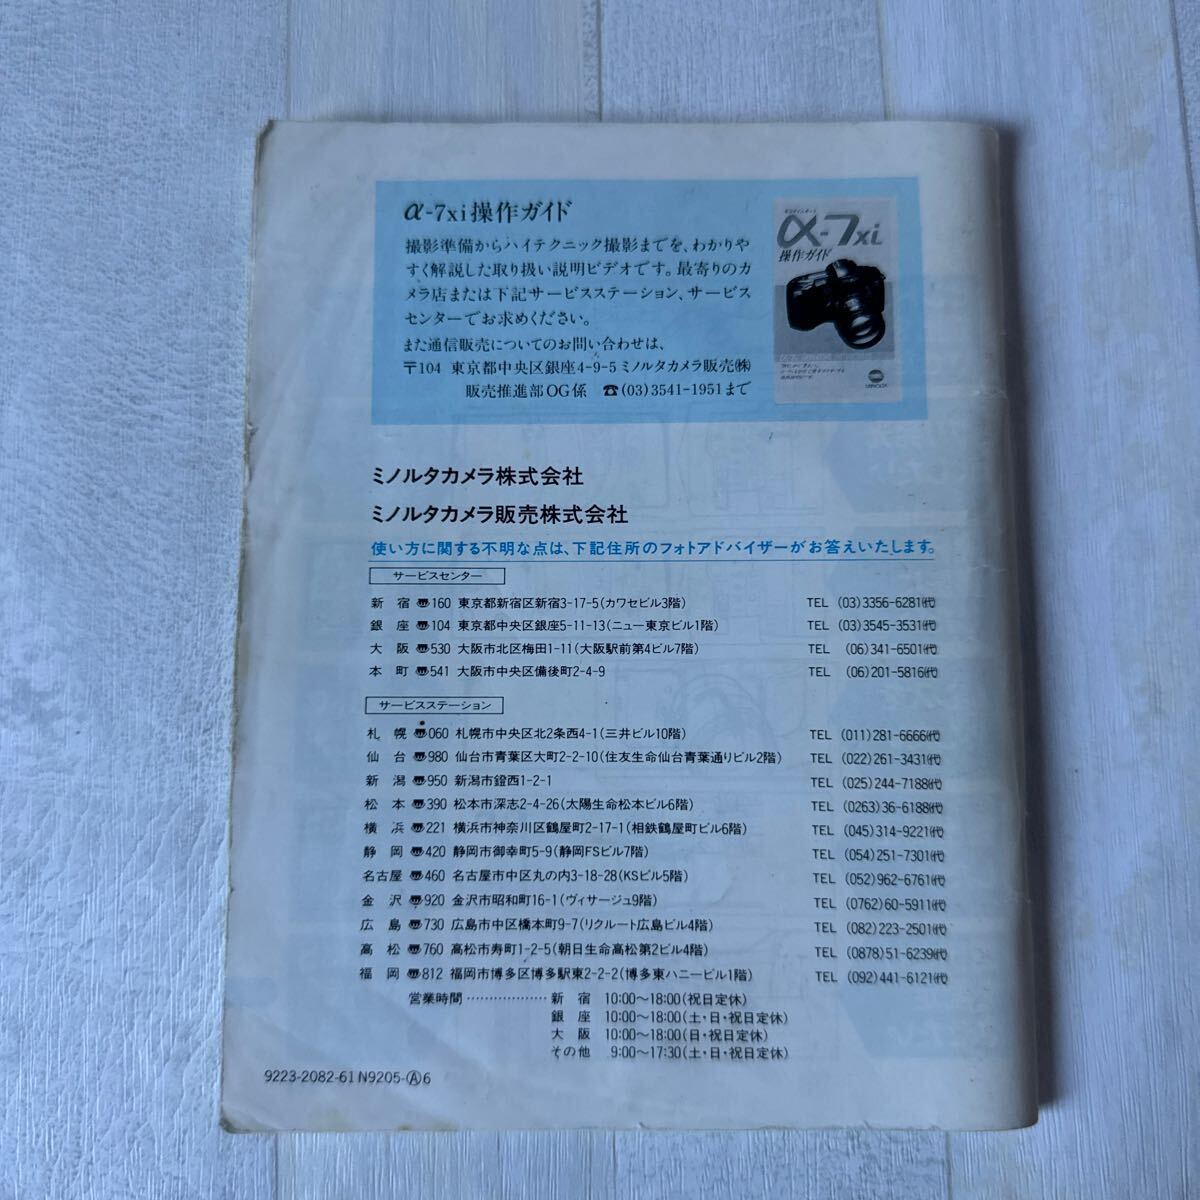 α-7xi操作ガイド
撮影準備からハイテクニック撮影までを、わかりや
すく解説した取り扱い説明ビデオです。最寄りのカ
メラ店または下記サービスステーション、サービス
センターでお求めください。
また通信販売についてのお問い合わせは、
〒104 東京都中央区銀座4-9-5 ミノルタカメラ販売㈱
販売推進部OG係 ☎(03)3541-1951まで
α-7xi
操作ガイド
MINOLTA
ミノルタカメラ株式会社
ミノルタカメラ販売株式会社
使い方に関する不明な点は、下記住所のフォトアドバイザーがお答えいたします。
サービスセンター
新宿 〠160 東京都新宿区新宿3-17-5(カワセビル3階) TEL (03)3356-6281㈹
銀座 〠104 東京都中央区銀座5-11-13(ニュー東京ビル1階) TEL (03)3545-3531㈹
大阪 〠530 大阪市北区梅田1-11(大阪駅前第4ビル7階) TEL (06)341-6501㈹
本町 〠541 大阪市中央区備後町2-4-9 TEL (06)201-5816㈹
サービスステーション
札幌 〠060 札幌市中央区北2条西4-1(三井ビル10階) TEL (011)281-6666㈹
仙台 〠980 仙台市青葉区大町2-2-10(住友生命仙台青葉通りビル2階) TEL (022)261-3431㈹
新潟 〠950 新潟市鐙西1-2-1 TEL (025)244-7188㈹
松本 〠390 松本市深志2-4-26(太陽生命松本ビル6階) TEL (0263)36-6188㈹
横浜 〠221 横浜市神奈川区鶴屋町2-17-1(相鉄鶴屋町ビル6階) TEL (045)314-9221㈹
静岡 〠420 静岡市御幸町5-9(静岡FSビル7階) TEL (054)251-7301㈹
名古屋 〠460 名古屋市中区丸の内3-18-28(KSビル5階) TEL (052)962-6761㈹
金沢 〠920 金沢市昭和町16-1(ヴィサージュ9階) TEL (0762)60-5911㈹
広島 〠730 広島市中区橋本町9-7(リクルート広島ビル4階) TEL (082)223-2501㈹
高松 〠760 高松市寿町1-2-5(朝日生命高松第2ビル4階) TEL (0878)51-6239㈹
福岡 〠812 福岡市博多区博多駅東2-2-2(博多東ハニービル1階) TEL (092)441-6121㈹
営業時間 ……………… 新宿 10:00〜18:00(祝日定休)
銀座 10:00〜18:00(土・日・祝日定休)
大阪 10:00〜18:00(日・祝日定休)
その他 9:00〜17:30(土・日・祝日定休)
9223-2082-61 N9205-Ⓐ6